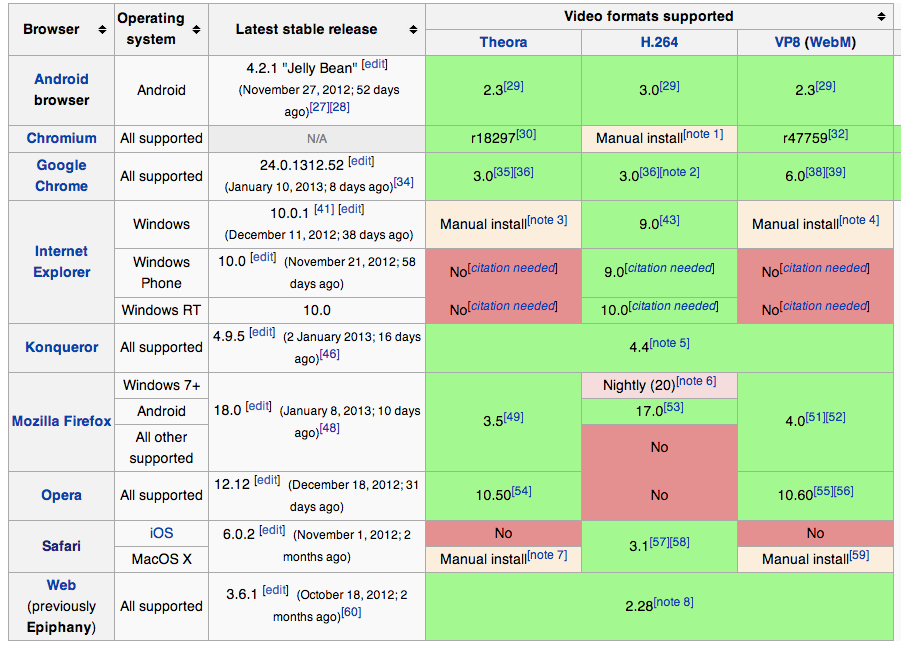 Browser
Operating system
Latest stable release
Video formats supported
Theora
H.264
VP8 (WebM)
Android browser
Android
4.2.1 "Jelly Bean" [edit]
(November 27, 2012; 52 days
ago)[27][28]
2.3[29]
3.0[29]
2.3[29]
Chromium
All supported
N/A
r18297[30]
Manual install[note 1]
r47759[32]
Google Chrome
All supported
24.0.1312.52 [edit]
(January 10, 2013; 8 days ago)[34]
3.0[35][36]
3.0[36][note 2]
6.0[38][39]
Internet Explorer
Windows
10.0.1 [41] [edit]
(December 11, 2012; 38 days ago)
Manual install[note 3]
9.0[43]
Manual install[note 4]
Windows Phone
10.0 [edit] (November 21, 2012; 58
days ago)
No[citation needed]
9.0[citation needed]
No[citation needed]
Windows RT
10.0
No[citation needed]
10.0[citation needed]
No[citation needed]
Konqueror
All supported
4.9.5 [edit] (2 January 2013; 16 days
ago)[46]
4.4[note 5]
Mozilla Firefox
Windows 7+
Android
All other supported
18.0 [edit] (January 8, 2013; 10 days
ago)[48]
3.5[49]
Nightly (20)[note 6]
17.0[53]
No
4.0[51][52]
Opera
All supported
12.12 [edit] (December 18, 2012; 31
days ago)
10.50[54]
No
10.60[55][56]
Safari
iOS
MacOS X
6.0.2 [edit] (November 1, 2012; 2
months ago)
No
Manual install[note 7]
3.1[57][58]
No
Manual install[59]
Web
(previously
Epiphany)
All supported
3.6.1 [edit] (October 18, 2012; 2
months ago)[60]
2.28[note 8]